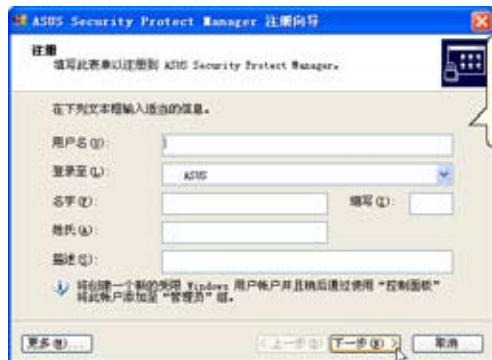 ASUS Security Protect Manager 注册向导
注册
填写此表单以注册到 ASUS Security Protect Manager。
在下列文本框输入适当的信息。
用户名(U):
登录至(L):
ASUS
名字(F):
缩写(I):
姓氏(A):
描述(S):
将创建一个新的受限 Windows 用户帐户并且稍后通过使用“控制面板”
将此帐户添加至“管理员”组。
更多(M)...
<上一步(B)
下一步(N)>
取消